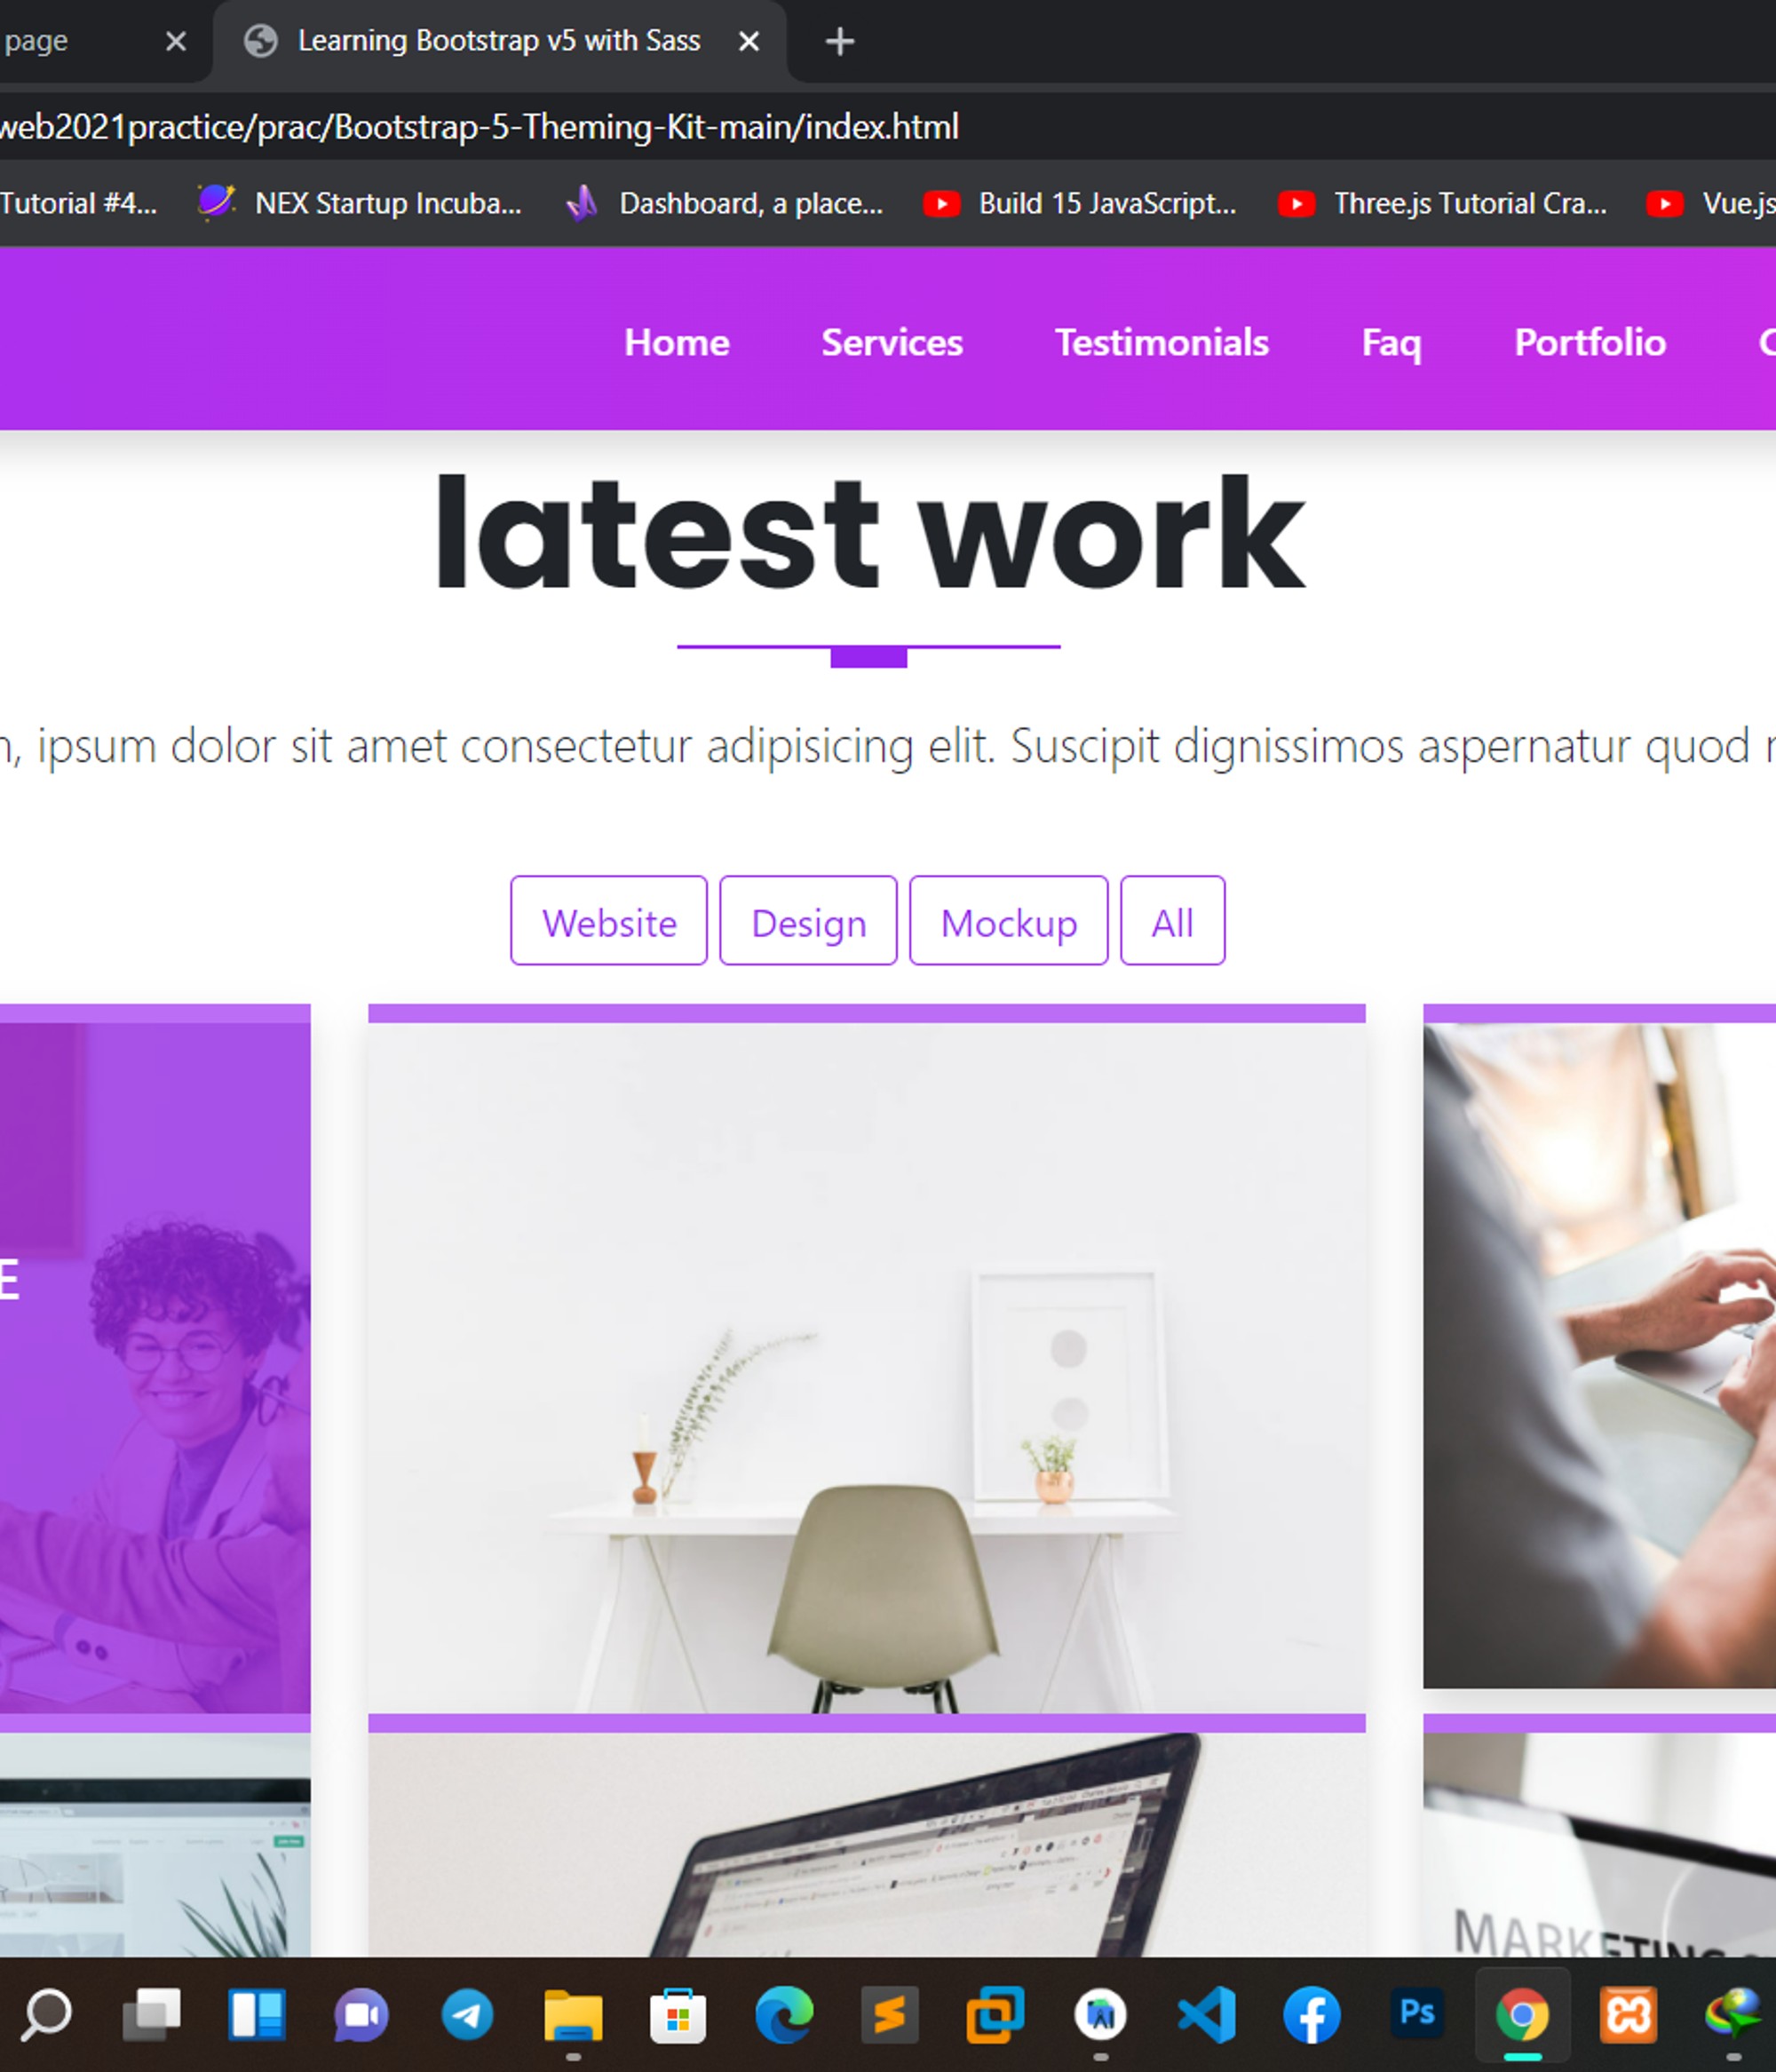 page
Learning Bootstrap v5 with Sass
web2021practice/prac/Bootstrap-5-Theming-Kit-main/index.html
Tutorial #4... NEX Startup Incuba... Dashboard, a place... Build 15 JavaScript... Three.js Tutorial Cra... Vue.js
Home Services Testimonials Faq Portfolio
latest work
, ipsum dolor sit amet consectetur adipisicing elit. Suscipit dignissimos aspernatur quod
Website Design Mockup All
E
MARKETING
Ps